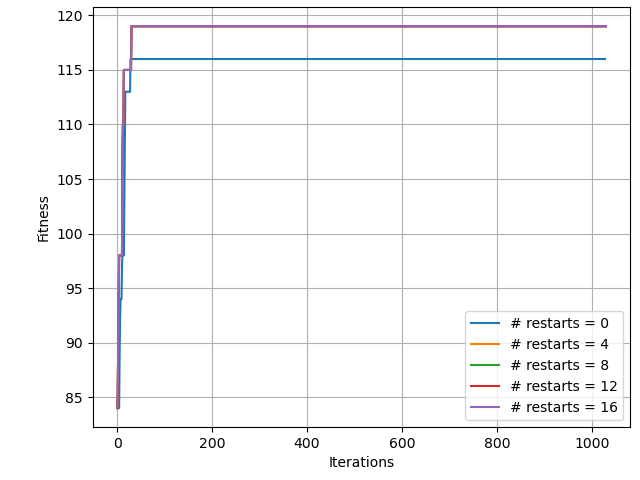 120
115
110
105
100
95
90
85
Fitness
0
200
400
600
800
1000
Iterations
# restarts = 0
# restarts = 4
# restarts = 8
# restarts = 12
# restarts = 16